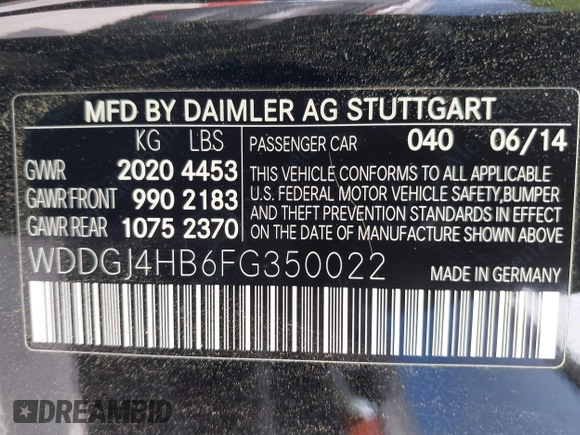 MFD BY DAIMLER AG STUTTGART
KG LBS PASSENGER CAR 040 06/14
GVWR 2020 4453 THIS VEHICLE CONFORMS TO ALL APPLICABLE
GAWR FRONT 990 2183 U.S. FEDERAL MOTOR VEHICLE SAFETY,BUMPER
GAWR REAR 1075 2370 AND THEFT PREVENTION STANDARDS IN EFFECT
ON THE DATE OF MANUFACTURE SHOWN ABOVE.
WDDGJ4HB6FG350022 MADE IN GERMANY
DREAMBID